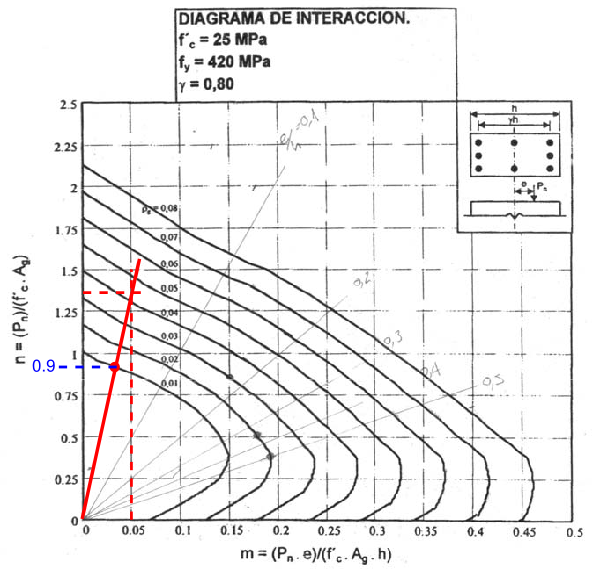 DIAGRAMA DE INTERACCION.
f´c = 25 MPa
fy = 420 MPa
γ = 0,80
h
γh
e Pn
2.5
2.25
2
1.75
1.5
1.25
1
0.9
0.75
0.5
0.25
0
n = (Pn)/(f´c . Ag)
e/h=0,1
0,2
0,3
0,4
0,5
ρg=0,08
0,07
0,06
0,05
0,04
0,03
0,02
0,01
0 0.05 0.1 0.15 0.2 0.25 0.3 0.35 0.4 0.45 0.5
m = (Pn . e)/(f´c . Ag . h)